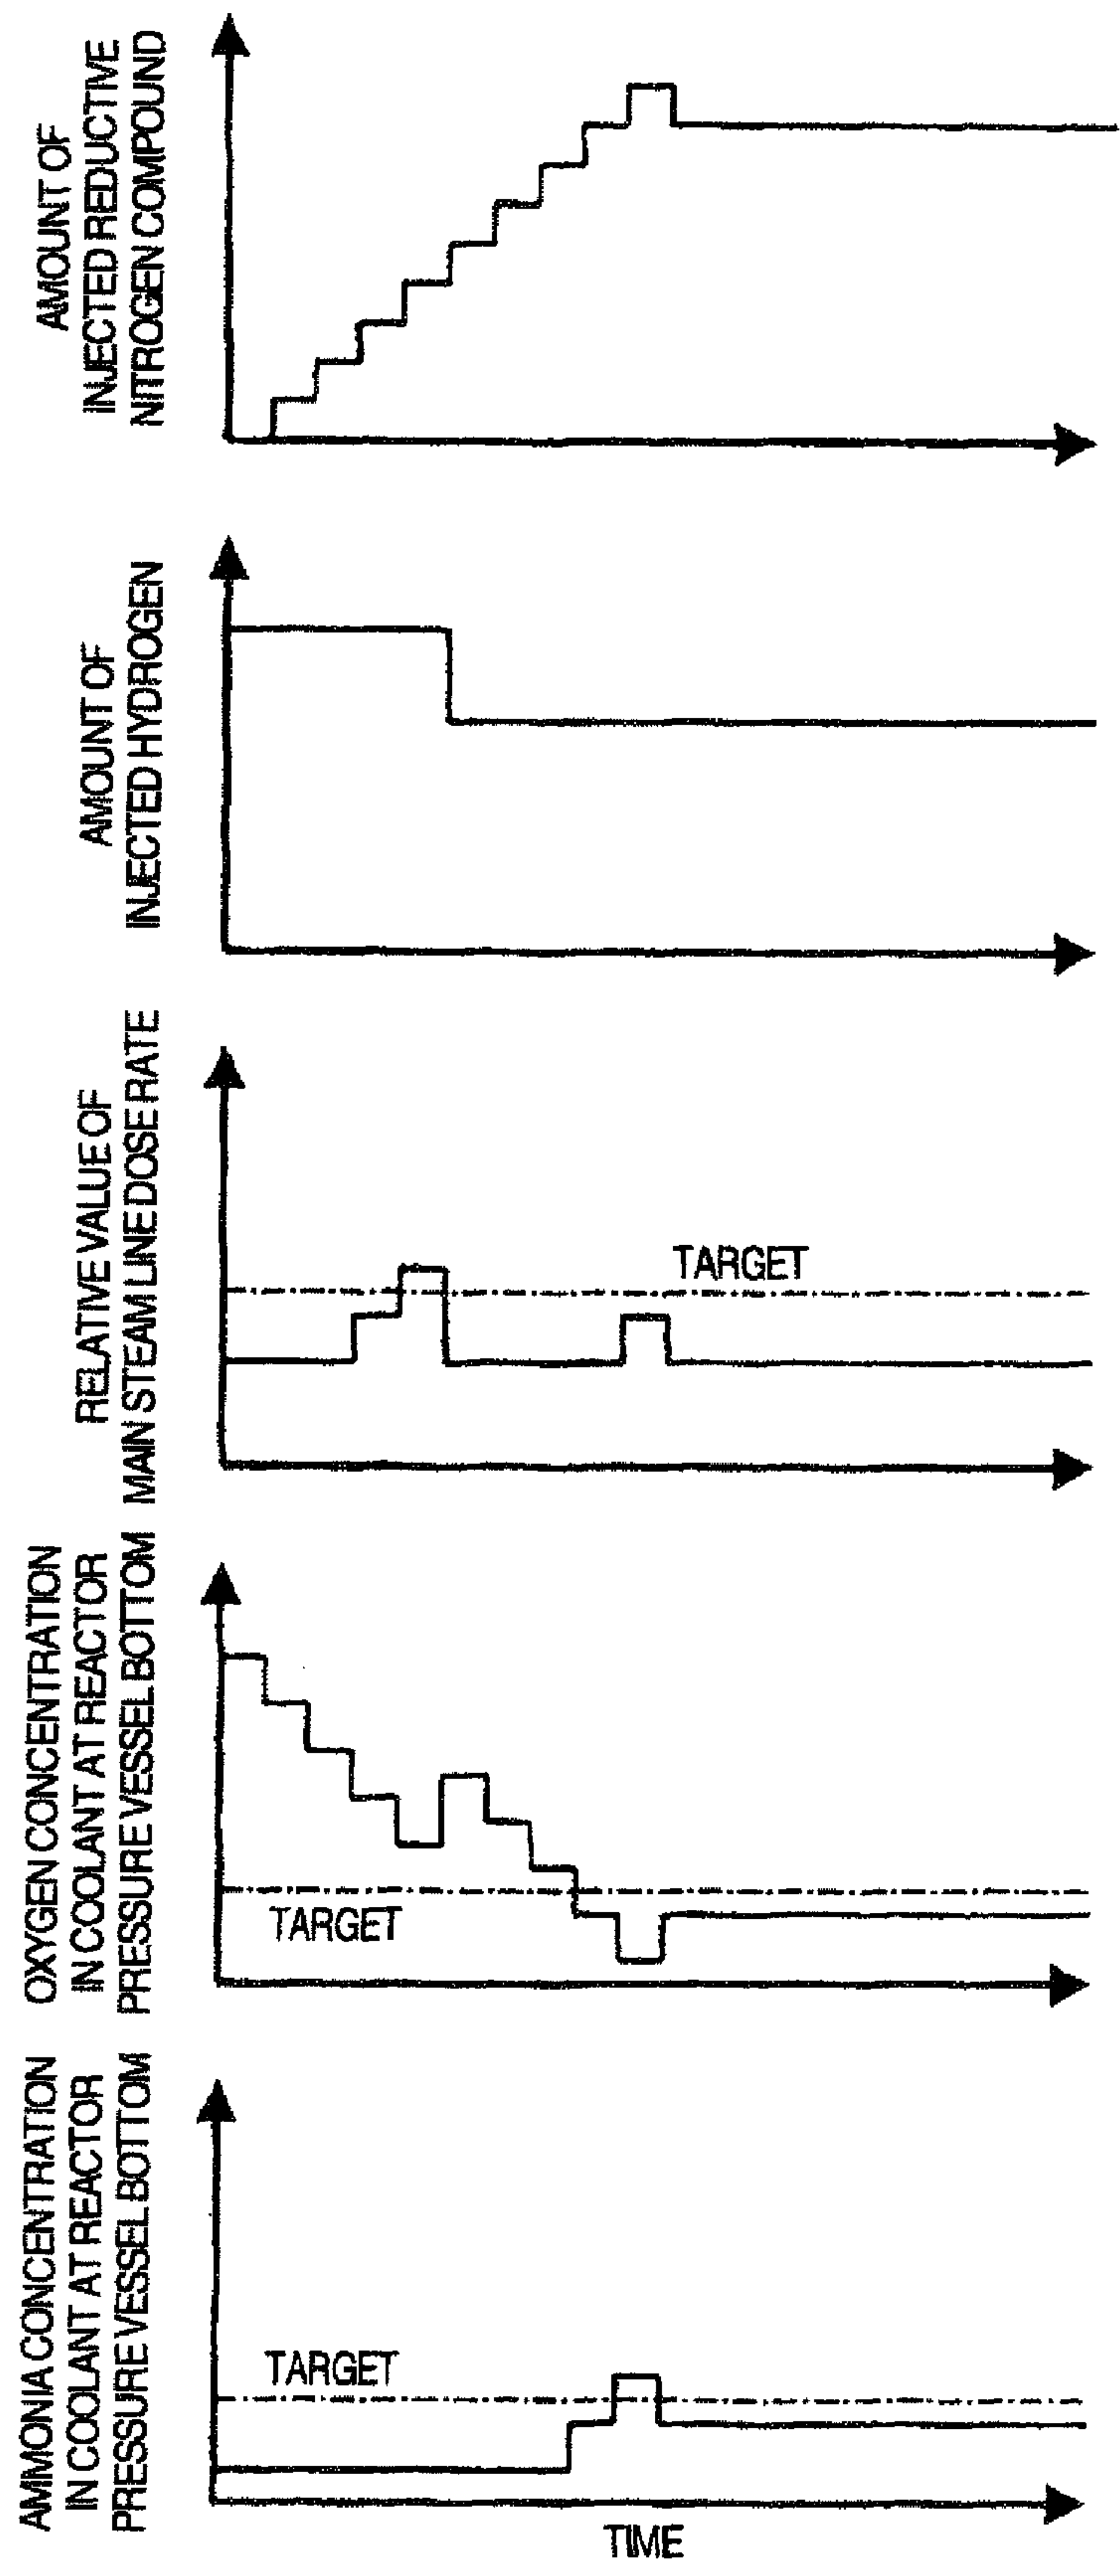 AMOUNT OF
INJECTED REDUCTIVE
NITROGEN COMPOUND
AMOUNT OF
INJECTED HYDROGEN
RELATIVE VALUE OF
MAIN STEAM LINE DOSE RATE
TARGET
OXYGEN CONCENTRATION
IN COOLANT AT REACTOR
PRESSURE VESSEL BOTTOM
TARGET
AMMONIA CONCENTRATION
IN COOLANT AT REACTOR
PRESSURE VESSEL BOTTOM
TARGET
TIME